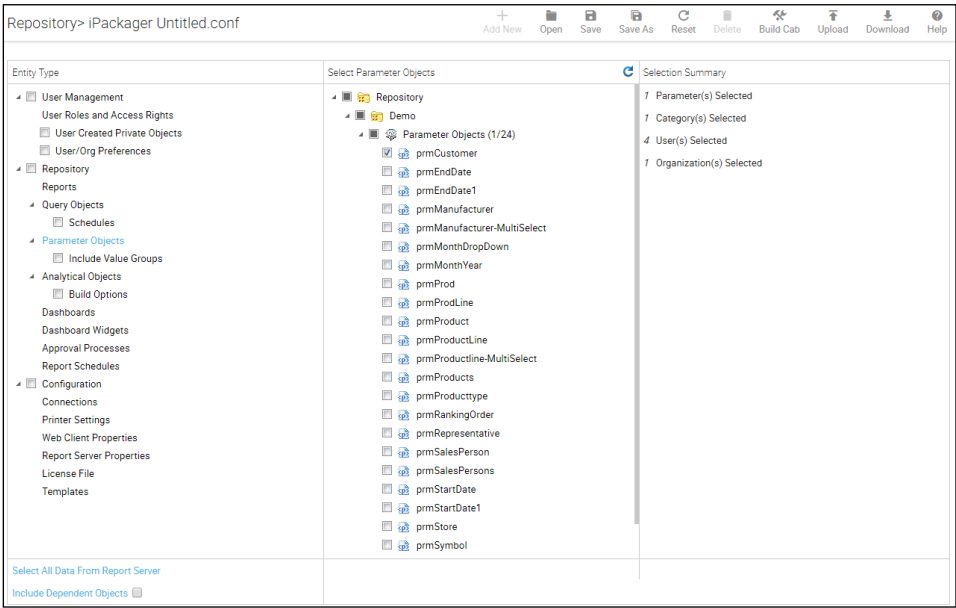 Repository> iPackager Untitled.conf
Add New Open Save Save As Reset Delete Build Cab Upload Download Help
Entity Type
User Management
User Roles and Access Rights
User Created Private Objects
User/Org Preferences
Repository
Reports
Query Objects
Schedules
Parameter Objects
Include Value Groups
Analytical Objects
Build Options
Dashboards
Dashboard Widgets
Approval Processes
Report Schedules
Configuration
Connections
Printer Settings
Web Client Properties
Report Server Properties
License File
Templates
Select All Data From Report Server
Include Dependent Objects
Select Parameter Objects
Repository
Demo
Parameter Objects (1/24)
prmCustomer
prmEndDate
prmEndDate1
prmManufacturer
prmManufacturer-MultiSelect
prmMonthDropDown
prmMonthYear
prmProd
prmProdLine
prmProduct
prmProductLine
prmProductline-MultiSelect
prmProducts
prmProducttype
prmRankingOrder
prmRepresentative
prmSalesPerson
prmSalesPersons
prmStartDate
prmStartDate1
prmStore
prmSymbol
Selection Summary
1 Parameter(s) Selected
1 Category(s) Selected
4 User(s) Selected
1 Organization(s) Selected